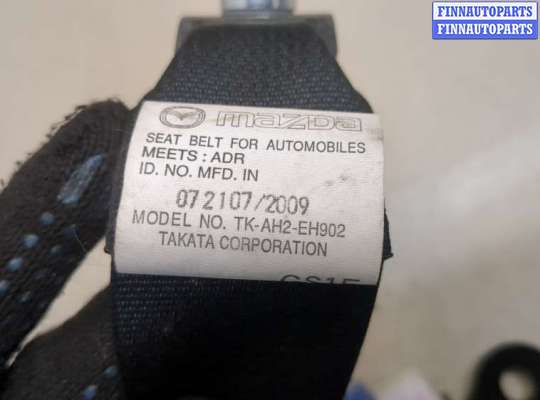 FINNAUTOPARTS
FINNAUTOPARTS
mazda
SEAT BELT FOR AUTOMOBILES
MEETS : ADR
ID. NO. MFD. IN
072107/2009
MODEL NO. TK-AH2-EH902
TAKATA CORPORATION